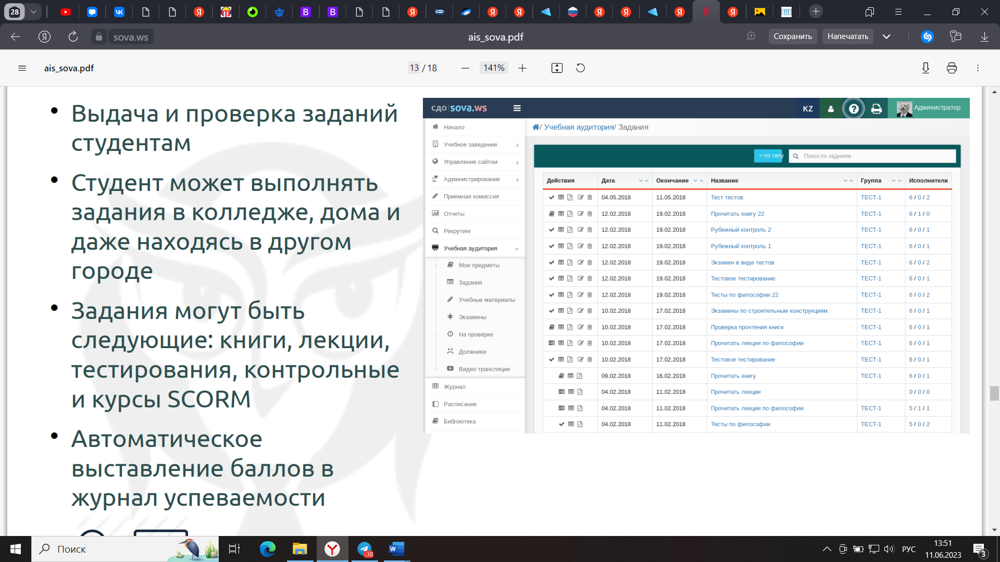 28
sova.ws
ais_sova.pdf
Сохранить
Напечатать
ais_sova.pdf
13 / 18
141%
• Выдача и проверка заданий
студентам
• Студент может выполнять
задания в колледже, дома и
даже находясь в другом
городе
• Задания могут быть
следующие: книги, лекции,
тестирования, контрольные
и курсы SCORM
• Автоматическое
выставление баллов в
журнал успеваемости
сдо sova.ws
KZ
Администратор
Начало
Учебное заведение
Управление сайтом
Администрирование
Приемная комиссия
Отчеты
Рекрутинг
Учебная аудитория
Мои предметы
Задания
Учебные материалы
Экзамены
На проверке
Должники
Видео трансляции
Журнал
Расписание
Библиотека
/ Учебная аудитория/ Задания
по типу
Поиск по задниям
Действия Дата Окончание Название Группа Исполнители
04.05.2018 11.05.2018 Тест тестов ТЕСТ-1 6 / 0 / 2
12.02.2018 19.02.2018 Прочитать книгу 22 ТЕСТ-1 6 / 1 / 0
12.02.2018 19.02.2018 Рубежный контроль 2 ТЕСТ-1 6 / 0 / 1
12.02.2018 19.02.2018 Рубежный контроль 1 ТЕСТ-1 6 / 0 / 1
12.02.2018 19.02.2018 Экзамен в виде тестов ТЕСТ-1 6 / 0 / 2
12.02.2018 19.02.2018 Тестовое тестирование ТЕСТ-1 6 / 0 / 1
12.02.2018 19.02.2018 Тесты по философии 22 ТЕСТ-1 6 / 0 / 2
10.02.2018 17.02.2018 Экзамены по строительным конструкциям ТЕСТ-1 6 / 0 / 1
10.02.2018 17.02.2018 Проверка прочтения книги ТЕСТ-1 6 / 0 / 1
10.02.2018 17.02.2018 Прочитать лекции по философии ТЕСТ-1 6 / 0 / 1
10.02.2018 17.02.2018 Тестовое тестирование ТЕСТ-1 6 / 0 / 1
09.02.2018 16.02.2018 Прочитать книгу ТЕСТ-1 6 / 0 / 1
04.02.2018 11.02.2018 Прочитать лекции 0 / 0 / 0
04.02.2018 11.02.2018 Прочитать лекции по философии ТЕСТ-1 5 / 1 / 1
04.02.2018 11.02.2018 Тесты по философии ТЕСТ-1 5 / 0 / 2
Поиск
..10
РУС
13:51
11.06.2023
3